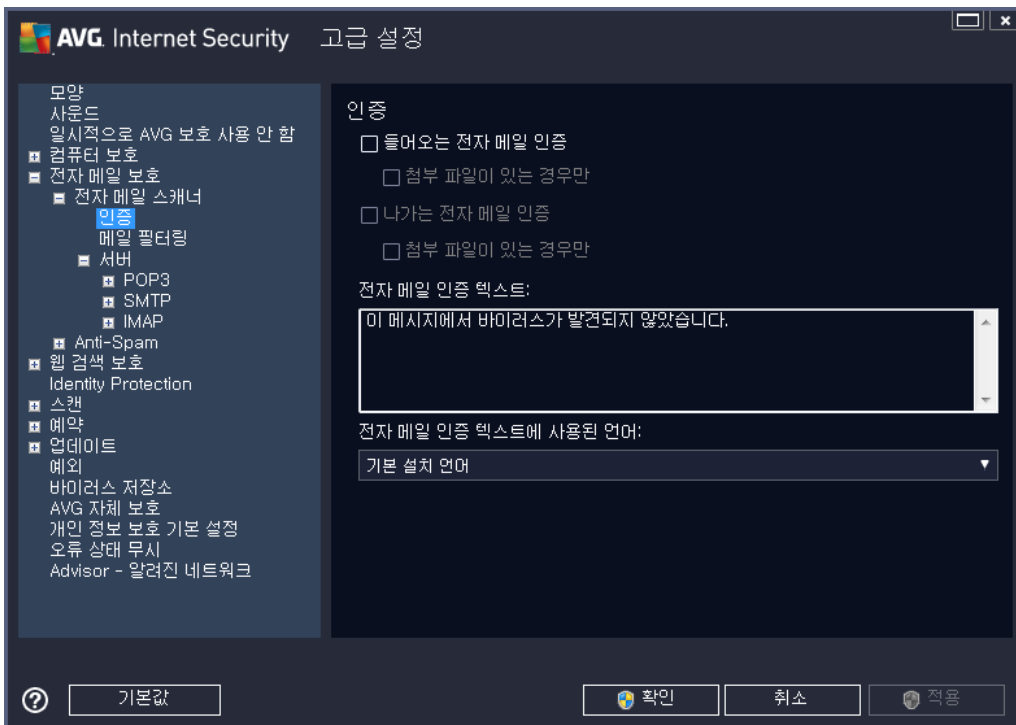 AVG. Internet Security 고급 설정
모양
사운드
일시적으로 AVG 보호 사용 안 함
컴퓨터 보호
전자 메일 보호
전자 메일 스캐너
인증
메일 필터링
서버
POP3
SMTP
IMAP
Anti-Spam
웹 검색 보호
Identity Protection
스캔
예약
업데이트
예외
바이러스 저장소
AVG 자체 보호
개인 정보 보호 기본 설정
오류 상태 무시
Advisor - 알려진 네트워크
인증
들어오는 전자 메일 인증
첨부 파일이 있는 경우만
나가는 전자 메일 인증
첨부 파일이 있는 경우만
전자 메일 인증 텍스트:
이 메시지에서 바이러스가 발견되지 않았습니다.
전자 메일 인증 텍스트에 사용된 언어:
기본 설치 언어
기본값
확인
취소
적용